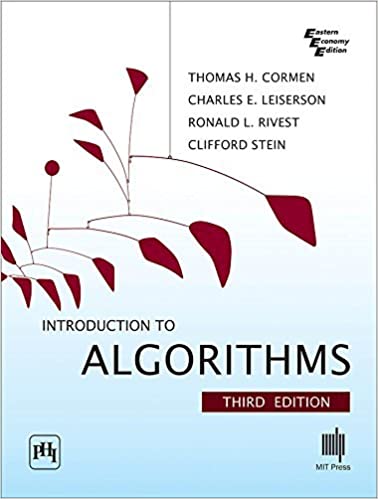 Eastern
Economy
Edition
THOMAS H. CORMEN
CHARLES E. LEISERSON
RONALD L. RIVEST
CLIFFORD STEIN
INTRODUCTION TO
ALGORITHMS
THIRD EDITION
PHI
MIT Press